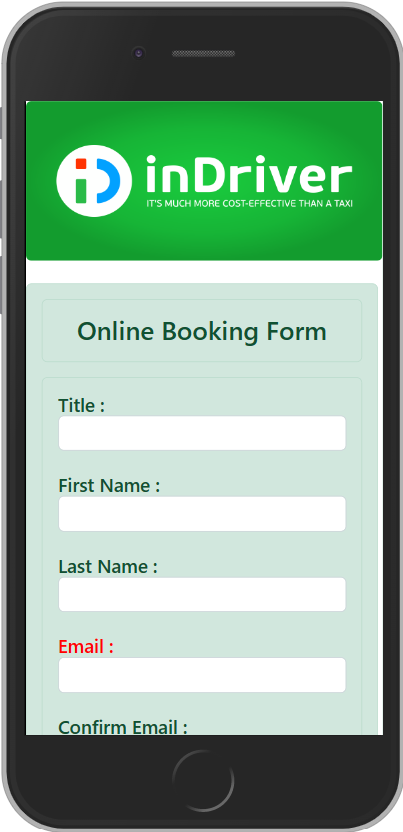 inDriver
IT'S MUCH MORE COST-EFFECTIVE THAN A TAXI
Online Booking Form
Title :
First Name :
Last Name :
Email :
Confirm Email :